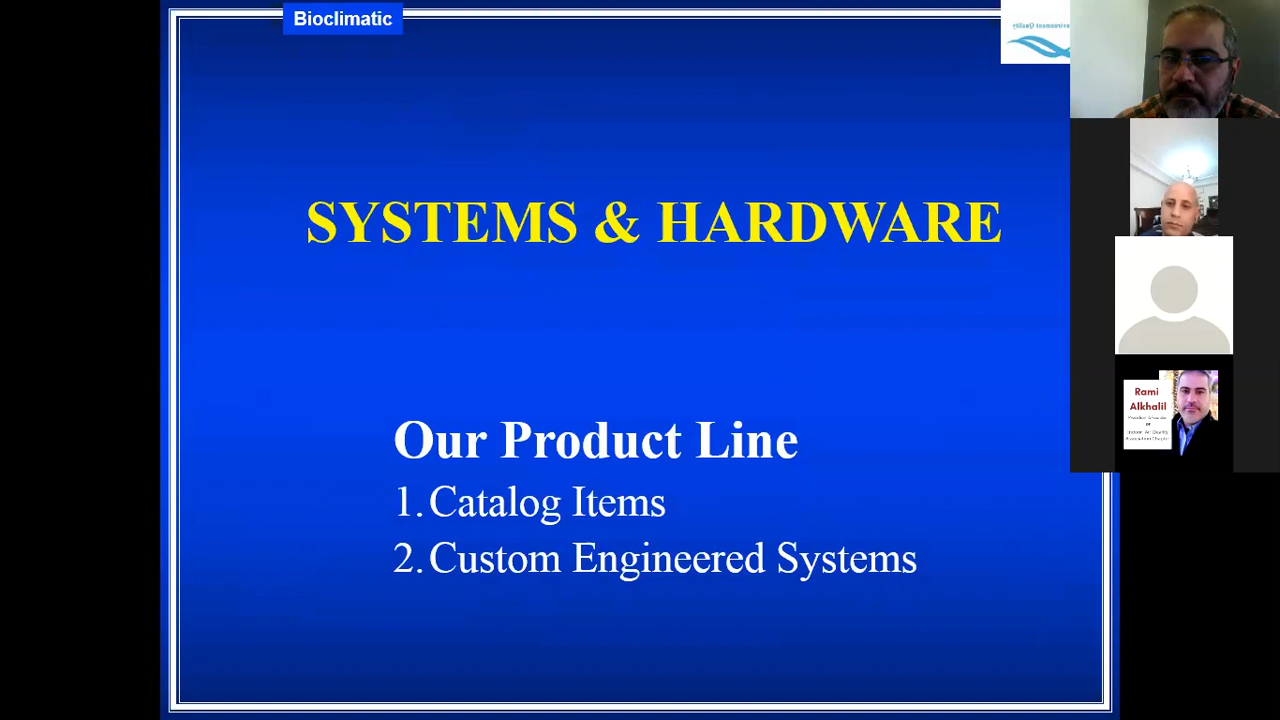 Bioclimatic
SYSTEMS & HARDWARE
Our Product Line
1. Catalog Items
2. Custom Engineered Systems
Rami
Alkhalil